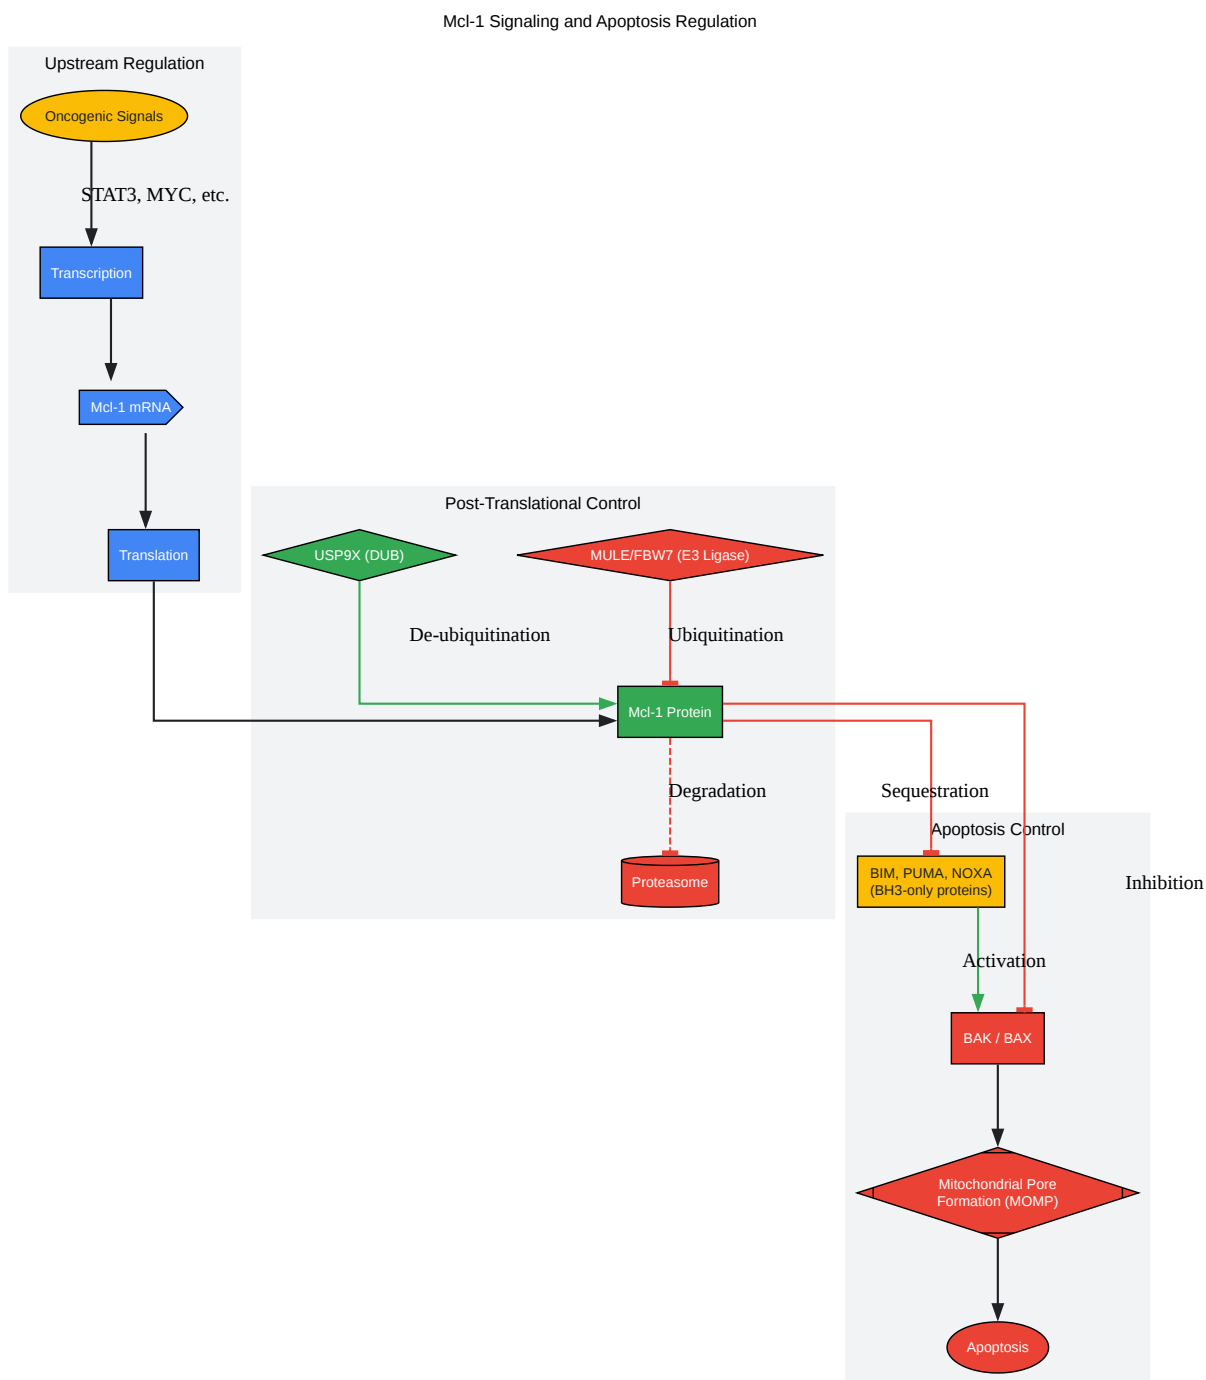 Mcl-1 Signaling and Apoptosis Regulation
Upstream Regulation
Oncogenic Signals
STAT3, MYC, etc.
Transcription
Mcl-1 mRNA
Translation
Post-Translational Control
USP9X (DUB)
MULE/FBW7 (E3 Ligase)
De-ubiquitination
Ubiquitination
Mcl-1 Protein
Degradation
Proteasome
Sequestration
Apoptosis Control
BIM, PUMA, NOXA
(BH3-only proteins)
Inhibition
Activation
BAK / BAX
Mitochondrial Pore
Formation (MOMP)
Apoptosis